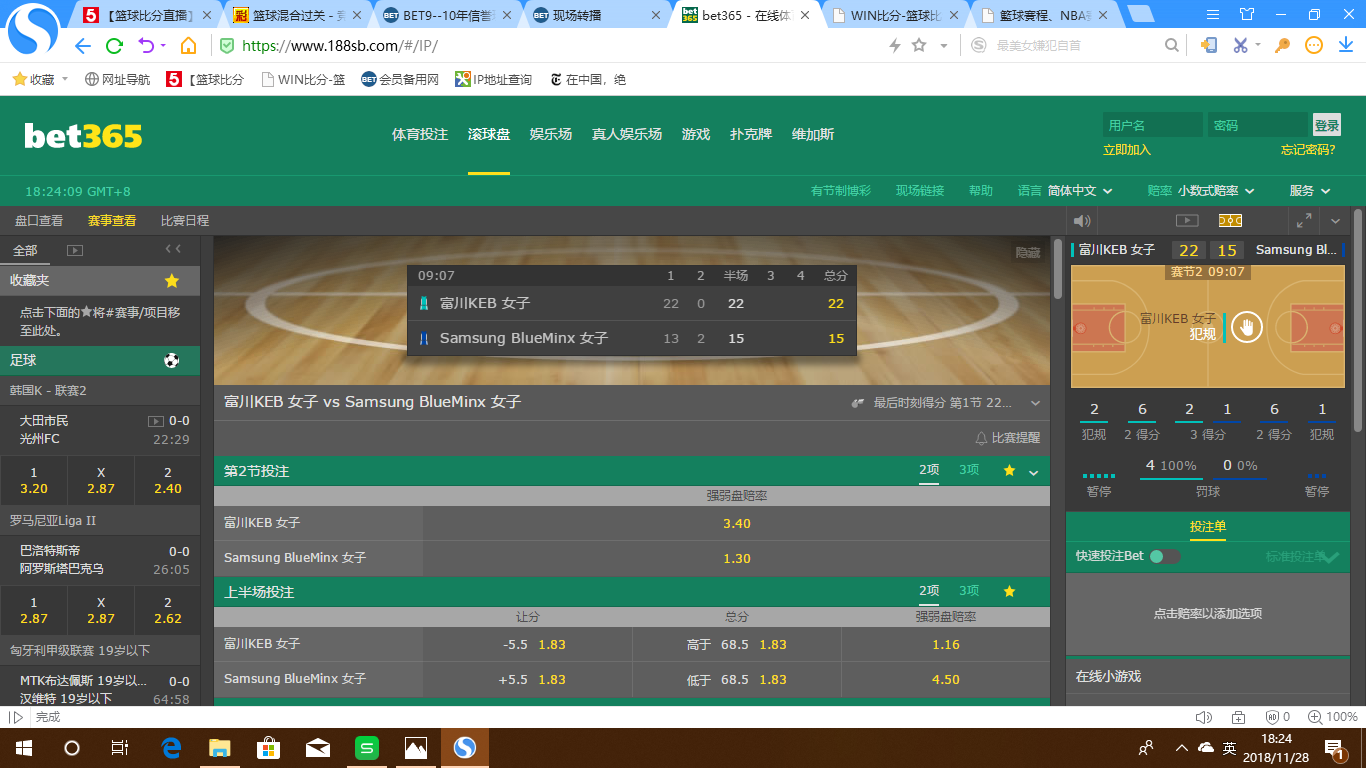 【篮球比分直播】
篮球混合过关 - 竞
BET9--10年信誉
现场转播
bet365 - 在线体
WIN比分-篮球比
篮球赛程、NBA
https://www.188sb.com/#/IP/
最美女嫌犯自首
收藏
网址导航
【篮球比分
WIN比分-篮
会员备用网
IP地址查询
在中国，绝
bet365
体育投注 滚球盘 娱乐场 真人娱乐场 游戏 扑克牌 维加斯
用户名 密码 登录
立即加入 忘记密码?
18:24:09 GMT+8
有节制博彩 现场链接 帮助 语言 简体中文 赔率 小数式赔率 服务
盘口查看 赛事查看 比赛日程
全部
收藏夹
点击下面的★将#赛事/项目移
至此处。
足球
韩国K - 联赛2
大田市民 0-0
光州FC 22:29
1 X 2
3.20 2.87 2.40
罗马尼亚Liga II
巴洛特斯帝 0-0
阿罗斯塔巴克乌 26:05
1 X 2
2.87 2.87 2.62
匈牙利甲级联赛 19岁以下
MTK布达佩斯 19岁以... 0-0
汉维特 19岁以下 64:58
隐藏
09:07 1 2 半场 3 4 总分
富川KEB 女子 22 0 22 22
Samsung BlueMinx 女子 13 2 15 15
富川KEB 女子 vs Samsung BlueMinx 女子
最后时刻得分 第1节 22...
比赛提醒
第2节投注 2项 3项
强弱盘赔率
富川KEB 女子 3.40
Samsung BlueMinx 女子 1.30
上半场投注 2项 3项
让分 总分 强弱盘赔率
富川KEB 女子 -5.5 1.83 高于 68.5 1.83 1.16
Samsung BlueMinx 女子 +5.5 1.83 低于 68.5 1.83 4.50
富川KEB 女子 22 15 Samsung Bl...
赛节2 09:07
富川KEB 女子
犯规
2 6 2 1 6 1
犯规 2 得分 3 得分 2 得分 犯规
4 100% 0 0%
暂停 罚球 暂停
投注单
快速投注Bet 标准投注单
点击赔率以添加选项
在线小游戏
完成
0
100%
英
18:24
2018/11/28
1